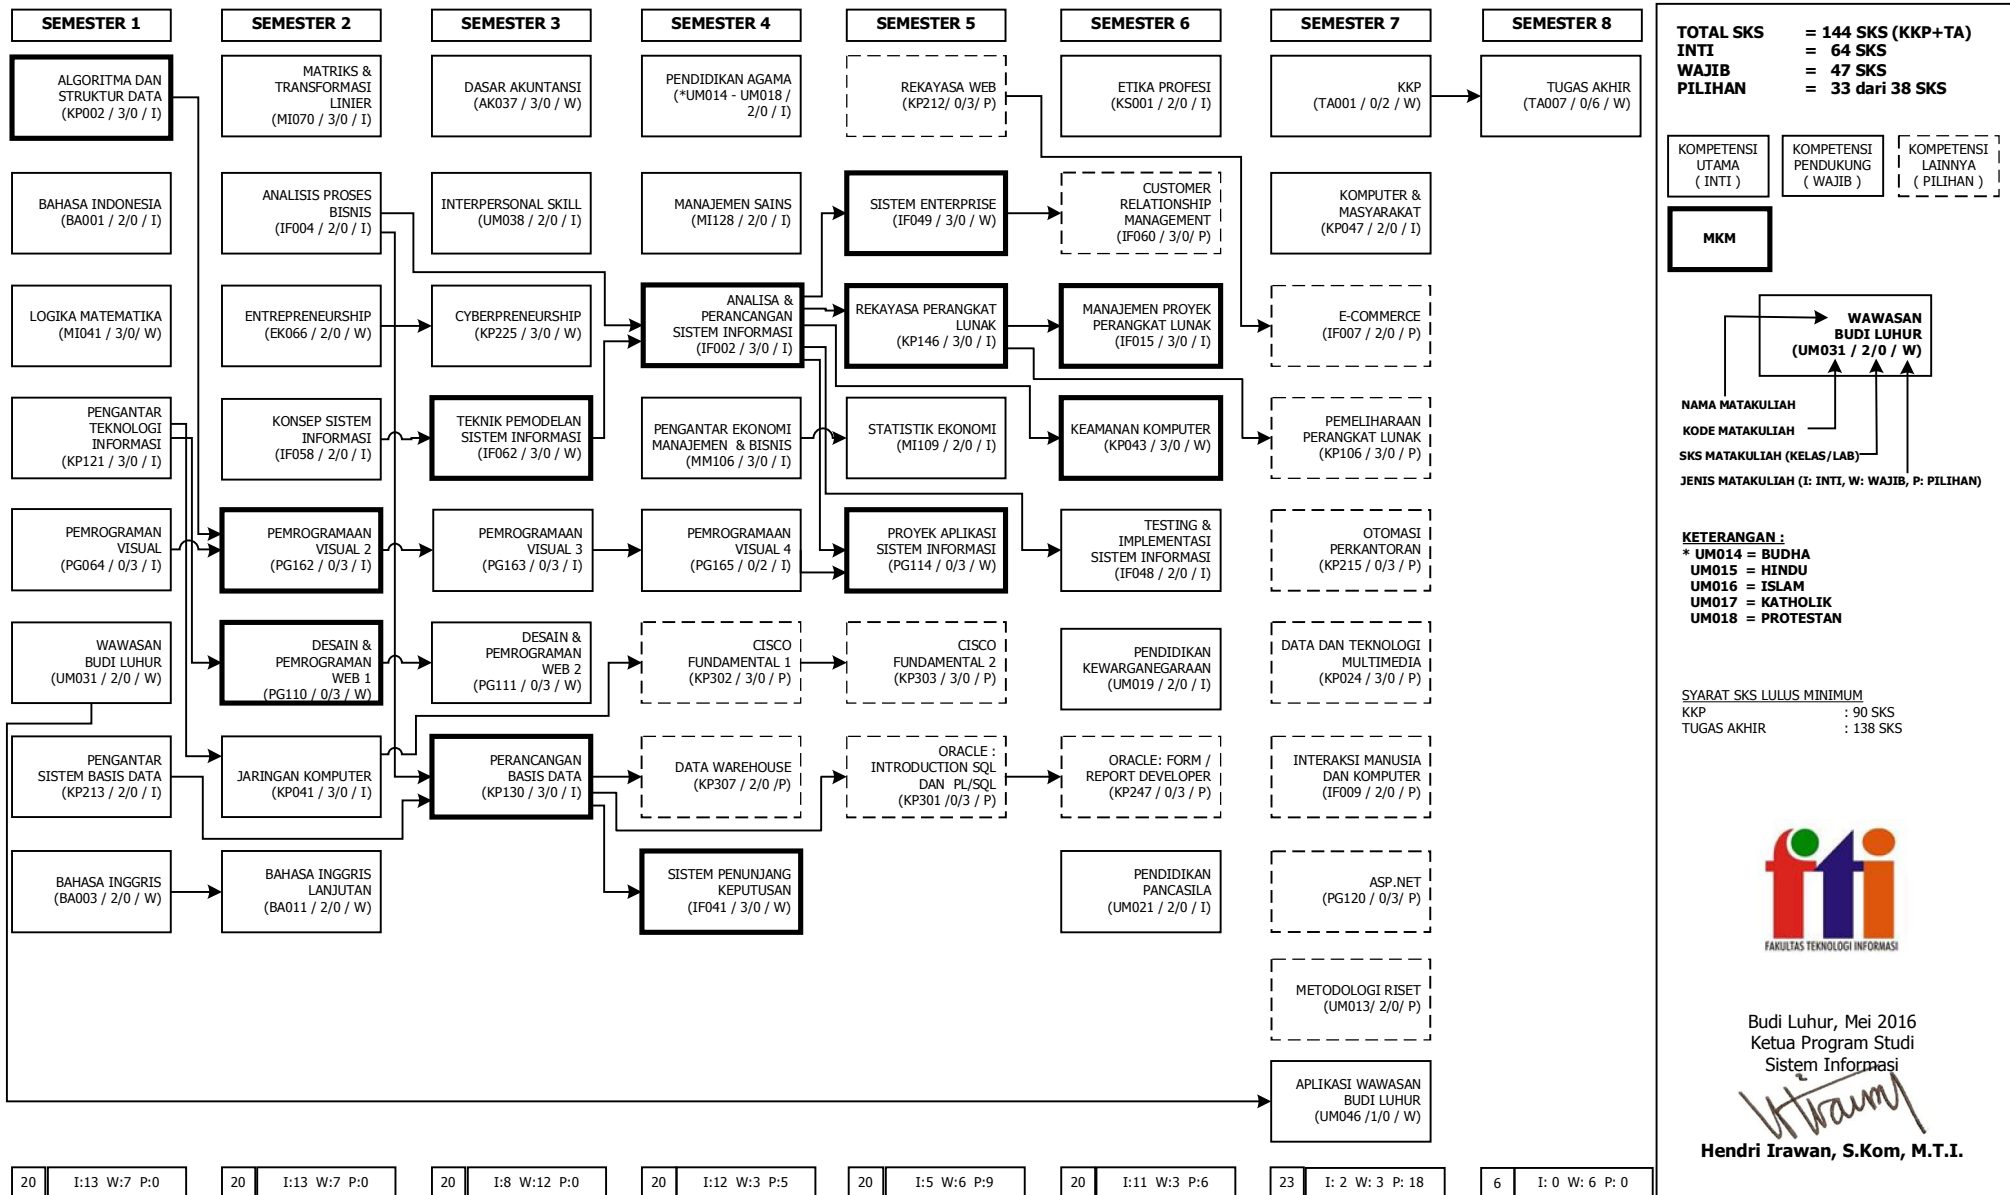 SEMESTER 1
ALGORITMA DAN
STRUKTUR DATA
(KP002 / 3/0 / I)
BAHASA INDONESIA
(BA001 / 2/0 / I)
LOGIKA MATEMATIKA
(MI041 / 3/0/ W)
PENGANTAR
TEKNOLOGI
INFORMASI
(KP121 / 3/0 / I)
PEMROGRAMAN
VISUAL
(PG064 / 0/3 / I)
WAWASAN
BUDI LUHUR
(UM031 / 2/0 / W)
PENGANTAR
SISTEM BASIS DATA
(KP213 / 2/0 / I)
BAHASA INGGRIS
(BA003 / 2/0 / W)
20 I:13 W:7 P:0
SEMESTER 2
MATRIKS &
TRANSFORMASI
LINIER
(MI070 / 3/0 / I)
ANALISIS PROSES
BISNIS
(IF004 / 2/0 / I)
ENTREPRENEURSHIP
(EK066 / 2/0 / W)
KONSEP SISTEM
INFORMASI
(IF058 / 2/0 / I)
PEMROGRAMAAN
VISUAL 2
(PG162 / 0/3 / I)
DESAIN &
PEMROGRAMAN
WEB 1
(PG110 / 0/3 / W)
JARINGAN KOMPUTER
(KP041 / 3/0 / I)
BAHASA INGGRIS
LANJUTAN
(BA011 / 2/0 / W)
20 I:13 W:7 P:0
SEMESTER 3
DASAR AKUNTANSI
(AK037 / 3/0 / W)
INTERPERSONAL SKILL
(UM038 / 2/0 / I)
CYBERPRENEURSHIP
(KP225 / 3/0 / W)
TEKNIK PEMODELAN
SISTEM INFORMASI
(IF062 / 3/0 / W)
PEMROGRAMAAN
VISUAL 3
(PG163 / 0/3 / I)
DESAIN &
PEMROGRAMAN
WEB 2
(PG111 / 0/3 / W)
PERANCANGAN
BASIS DATA
(KP130 / 3/0 / I)
20 I:8 W:12 P:0
SEMESTER 4
PENDIDIKAN AGAMA
(*UM014 - UM018 /
2/0 / I)
MANAJEMEN SAINS
(MI128 / 2/0 / I)
ANALISA &
PERANCANGAN
SISTEM INFORMASI
(IF002 / 3/0 / I)
PENGANTAR EKONOMI
MANAJEMEN & BISNIS
(MM106 / 3/0 / I)
PEMROGRAMAAN
VISUAL 4
(PG165 / 0/2 / I)
CISCO
FUNDAMENTAL 1
(KP302 / 3/0 / P)
DATA WAREHOUSE
(KP307 / 2/0 /P)
SISTEM PENUNJANG
KEPUTUSAN
(IF041 / 3/0 / W)
20 I:12 W:3 P:5
SEMESTER 5
REKAYASA WEB
(KP212/ 0/3/ P)
SISTEM ENTERPRISE
(IF049 / 3/0 / W)
REKAYASA PERANGKAT
LUNAK
(KP146 / 3/0 / I)
STATISTIK EKONOMI
(MI109 / 2/0 / I)
PROYEK APLIKASI
SISTEM INFORMASI
(PG114 / 0/3 / W)
CISCO
FUNDAMENTAL 2
(KP303 / 3/0 / P)
ORACLE :
INTRODUCTION SQL
DAN PL/SQL
(KP301 /0/3 / P)
20 I:5 W:6 P:9
SEMESTER 6
ETIKA PROFESI
(KS001 / 2/0 / I)
CUSTOMER
RELATIONSHIP
MANAGEMENT
(IF060 / 3/0/ P)
MANAJEMEN PROYEK
PERANGKAT LUNAK
(IF015 / 3/0 / I)
KEAMANAN KOMPUTER
(KP043 / 3/0 / W)
TESTING &
IMPLEMENTASI
SISTEM INFORMASI
(IF048 / 2/0 / I)
PENDIDIKAN
KEWARGANEGARAAN
(UM019 / 2/0 / I)
ORACLE: FORM /
REPORT DEVELOPER
(KP247 / 0/3 / P)
PENDIDIKAN
PANCASILA
(UM021 / 2/0 / I)
20 I:11 W:3 P:6
SEMESTER 7
KKP
(TA001 / 0/2 / W)
KOMPUTER &
MASYARAKAT
(KP047 / 2/0 / I)
E-COMMERCE
(IF007 / 2/0 / P)
PEMELIHARAAN
PERANGKAT LUNAK
(KP106 / 3/0 / P)
OTOMASI
PERKANTORAN
(KP215 / 0/3 / P)
DATA DAN TEKNOLOGI
MULTIMEDIA
(KP024 / 3/0 / P)
INTERAKSI MANUSIA
DAN KOMPUTER
(IF009 / 2/0 / P)
ASP.NET
(PG120 / 0/3/ P)
METODOLOGI RISET
(UM013/ 2/0/ P)
APLIKASI WAWASAN
BUDI LUHUR
(UM046 /1/0 / W)
23 I: 2 W: 3 P: 18
SEMESTER 8
TUGAS AKHIR
(TA007 / 0/6 / W)
6 I: 0 W: 6 P: 0
TOTAL SKS = 144 SKS (KKP+TA)
INTI = 64 SKS
WAJIB = 47 SKS
PILIHAN = 33 dari 38 SKS
KOMPETENSI
UTAMA
( INTI )
KOMPETENSI
PENDUKUNG
( WAJIB )
KOMPETENSI
LAINNYA
( PILIHAN )
MKM
WAWASAN
BUDI LUHUR
(UM031 / 2/0 / W)
NAMA MATAKULIAH
KODE MATAKULIAH
SKS MATAKULIAH (KELAS/LAB)
JENIS MATAKULIAH (I: INTI, W: WAJIB, P: PILIHAN)
KETERANGAN :
* UM014 = BUDHA
UM015 = HINDU
UM016 = ISLAM
UM017 = KATHOLIK
UM018 = PROTESTAN
SYARAT SKS LULUS MINIMUM
KKP : 90 SKS
TUGAS AKHIR : 138 SKS
fti
FAKULTAS TEKNOLOGI INFORMASI
Budi Luhur, Mei 2016
Ketua Program Studi
Sistem Informasi
Hendri Irawan, S.Kom, M.T.I.